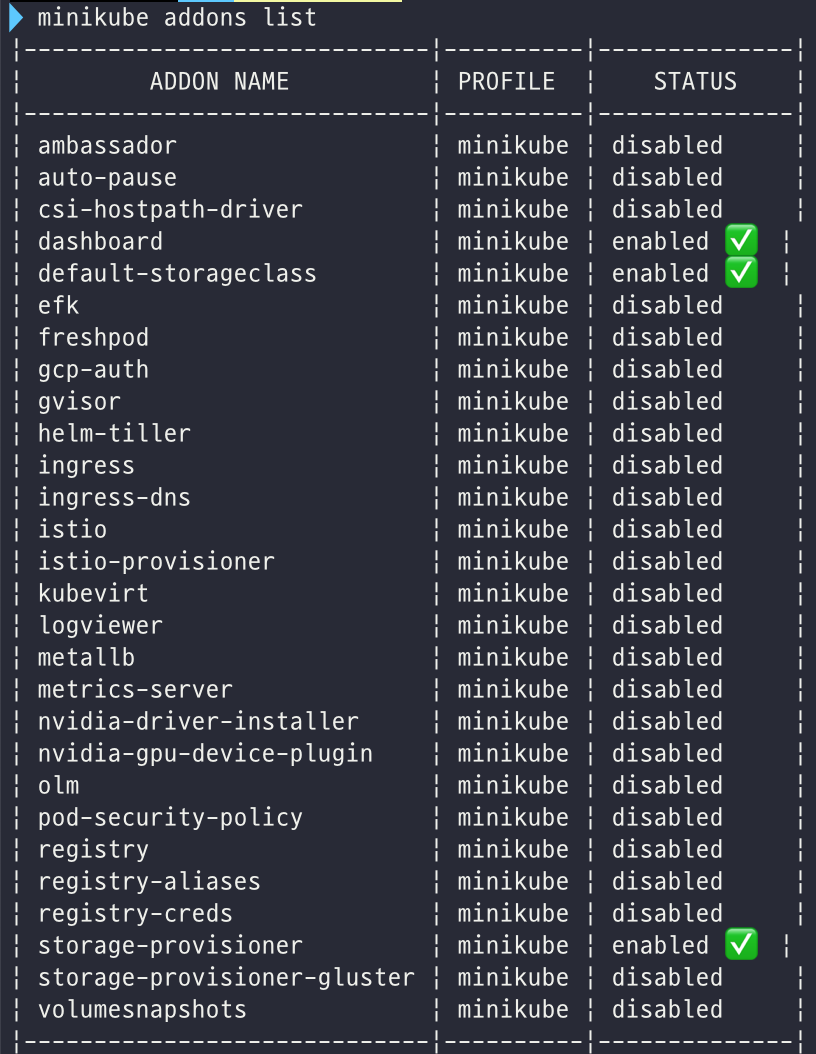 minikube addons list
|-----------------------------|----------|--------------|
|         ADDON NAME          | PROFILE  |    STATUS    |
|-----------------------------|----------|--------------|
| ambassador                  | minikube | disabled     |
| auto-pause                  | minikube | disabled     |
| csi-hostpath-driver         | minikube | disabled     |
| dashboard                   | minikube | enabled ✅   |
| default-storageclass        | minikube | enabled ✅   |
| efk                         | minikube | disabled     |
| freshpod                    | minikube | disabled     |
| gcp-auth                    | minikube | disabled     |
| gvisor                      | minikube | disabled     |
| helm-tiller                 | minikube | disabled     |
| ingress                     | minikube | disabled     |
| ingress-dns                 | minikube | disabled     |
| istio                       | minikube | disabled     |
| istio-provisioner           | minikube | disabled     |
| kubevirt                    | minikube | disabled     |
| logviewer                   | minikube | disabled     |
| metallb                     | minikube | disabled     |
| metrics-server              | minikube | disabled     |
| nvidia-driver-installer     | minikube | disabled     |
| nvidia-gpu-device-plugin    | minikube | disabled     |
| olm                         | minikube | disabled     |
| pod-security-policy         | minikube | disabled     |
| registry                    | minikube | disabled     |
| registry-aliases            | minikube | disabled     |
| registry-creds              | minikube | disabled     |
| storage-provisioner         | minikube | enabled ✅   |
| storage-provisioner-gluster | minikube | disabled     |
| volumesnapshots             | minikube | disabled     |
|-----------------------------|----------|--------------|